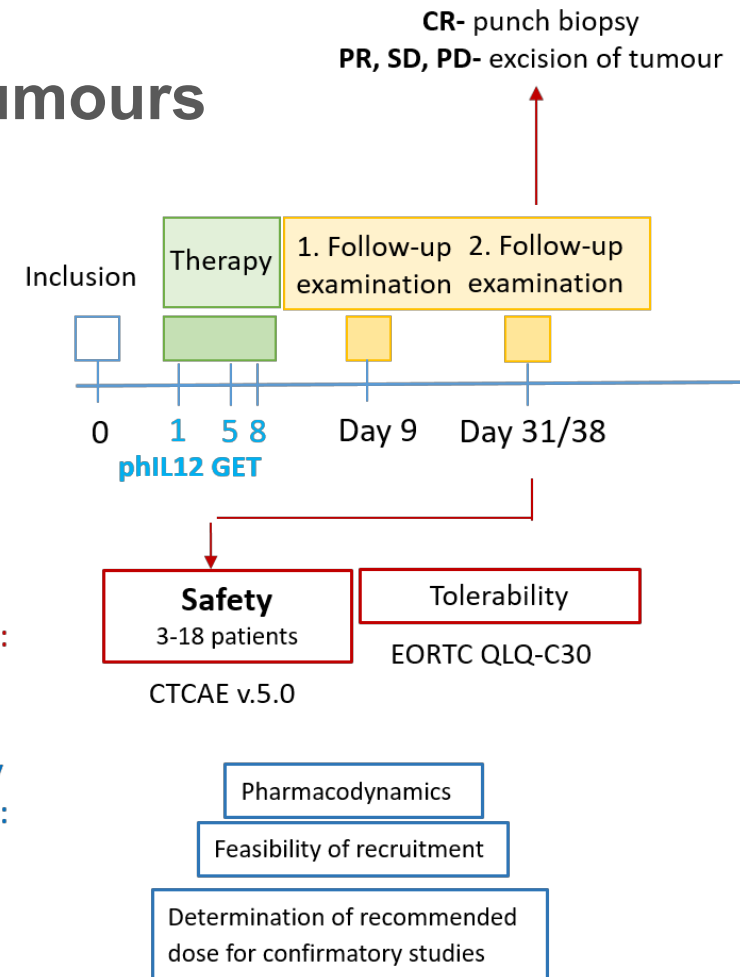 CR- punch biopsy
PR, SD, PD- excision of tumour
umours
Therapy
1. Follow-up examination
2. Follow-up examination
Inclusion
0
1
5
8
Day 9
Day 31/38
phIL12 GET
Safety
3-18 patients
Tolerability
:
EORTC QLQ-C30
CTCAE v.5.0
y
:
Pharmacodynamics
Feasibility of recruitment
Determination of recommended
dose for confirmatory studies